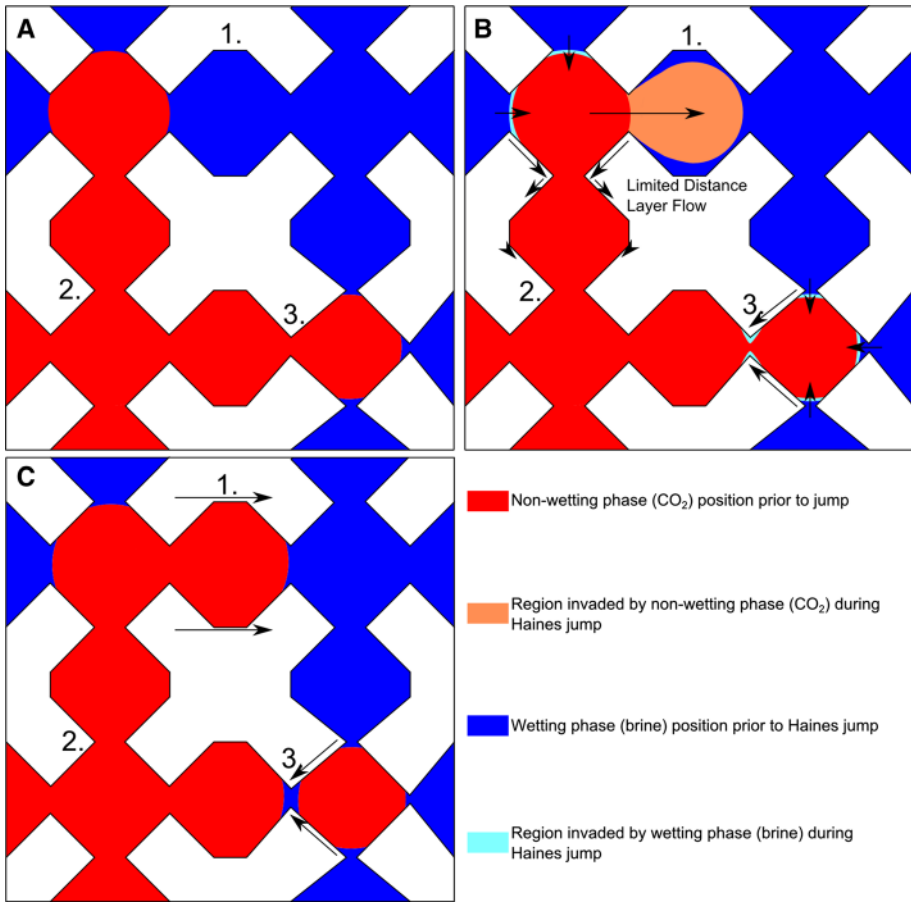 A
1.
2.
3.
B
1.
Limited Distance
Layer Flow
2.
3.
C
1.
2.
3.
Non-wetting phase (CO₂) position prior to jump
Region invaded by non-wetting phase (CO₂) during
Haines jump
Wetting phase (brine) position prior to Haines jump
Region invaded by wetting phase (brine) during
Haines jump